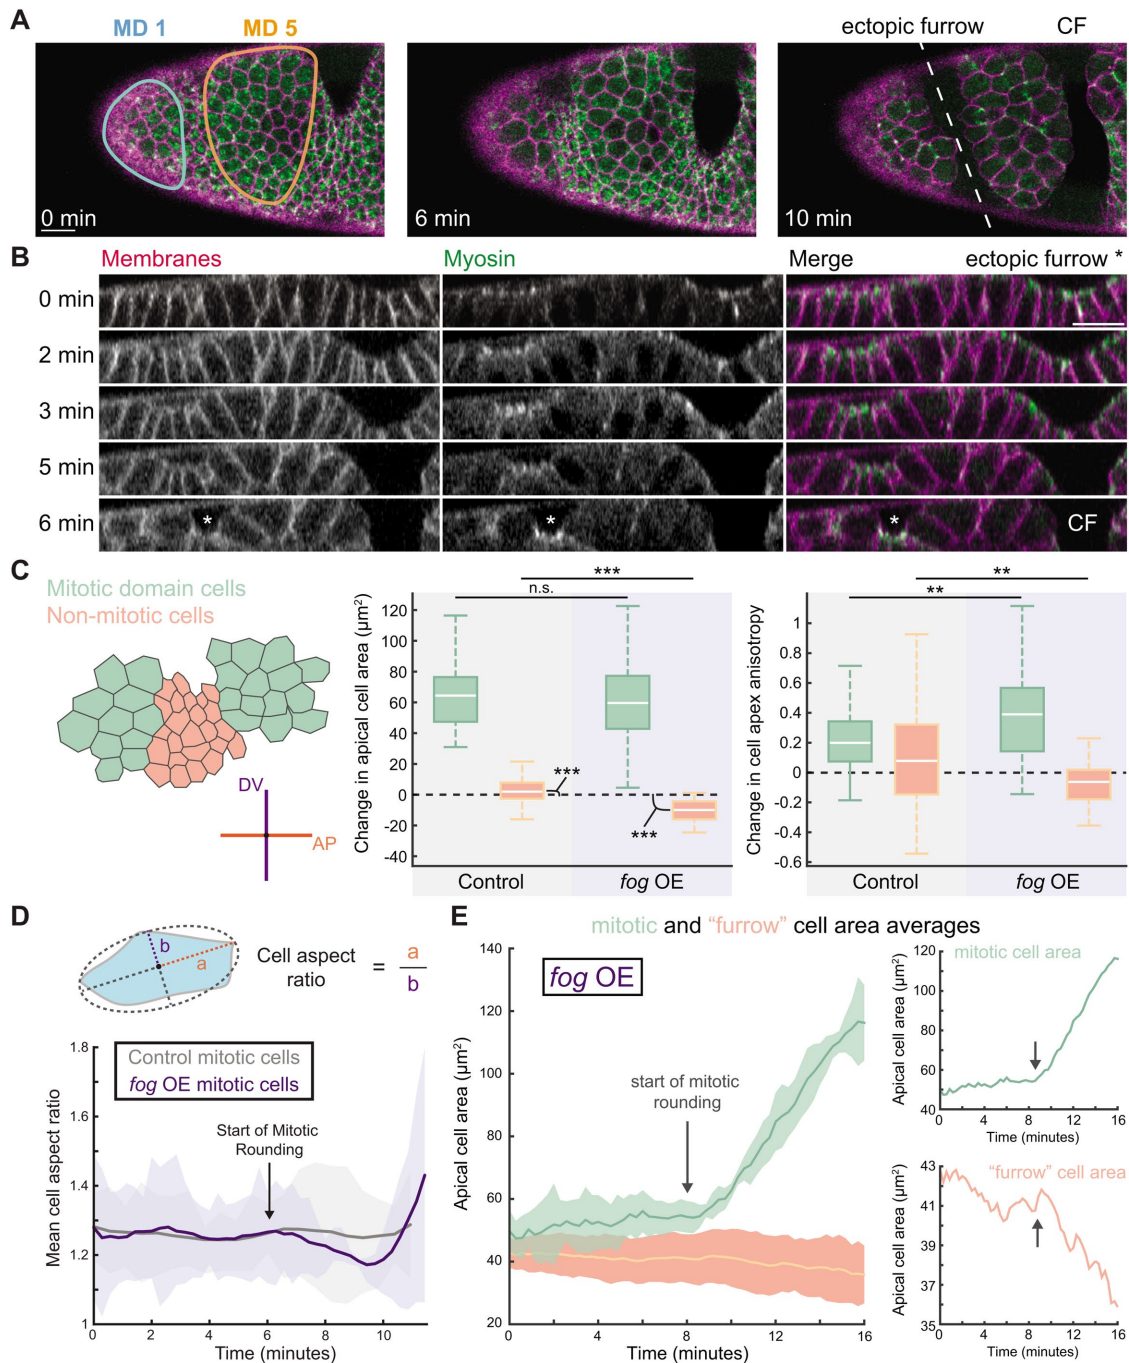 A
MD 1 MD 5
ectopic furrow CF
0 min
6 min
10 min
B
Membranes Myosin Merge ectopic furrow *
0 min
2 min
3 min
5 min
6 min
* * * CF
C
Mitotic domain cells
Non-mitotic cells
DV
AP
Change in apical cell area (µm²)
120
100
80
60
40
20
0
-20
-40
***
n.s.
***
***
Control fog OE
Change in cell apex anisotropy
1
0.8
0.6
0.4
0.2
0
-0.2
-0.4
-0.6
**
**
Control fog OE
D
b
a
Cell aspect
ratio
= a
b
Mean cell aspect ratio
1.8
1.6
1.4
1.2
1
Control mitotic cells
fog OE mitotic cells
Start of Mitotic
Rounding
0 2 4 6 8 10
Time (minutes)
E
mitotic and “furrow” cell area averages
Apical cell area (µm²)
140
120
100
80
60
40
20
fog OE
start of mitotic
rounding
0 4 8 12 16
Time (minutes)
mitotic cell area
Apical cell area (µm²)
120
100
80
60
40
0 4 8 12 16
Time (minutes)
“furrow” cell area
Apical cell area (µm²)
43
41
39
37
35
0 4 8 12 16
Time (minutes)